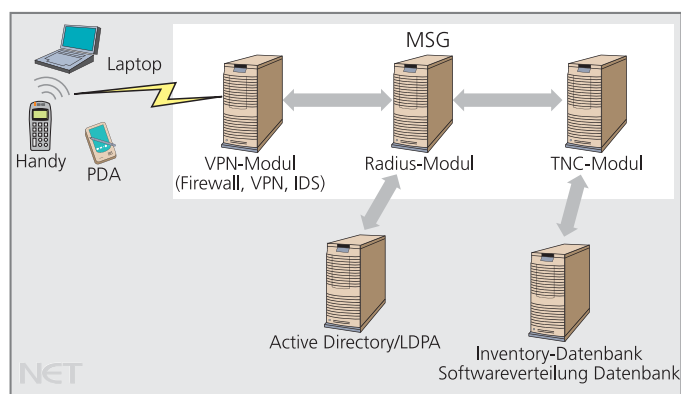 MSG
Laptop
Handy
PDA
VPN-Modul
(Firewall, VPN, IDS)
Radius-Modul
TNC-Modul
Active Directory/LDPA
Inventory-Datenbank
Softwareverteilung Datenbank
NET